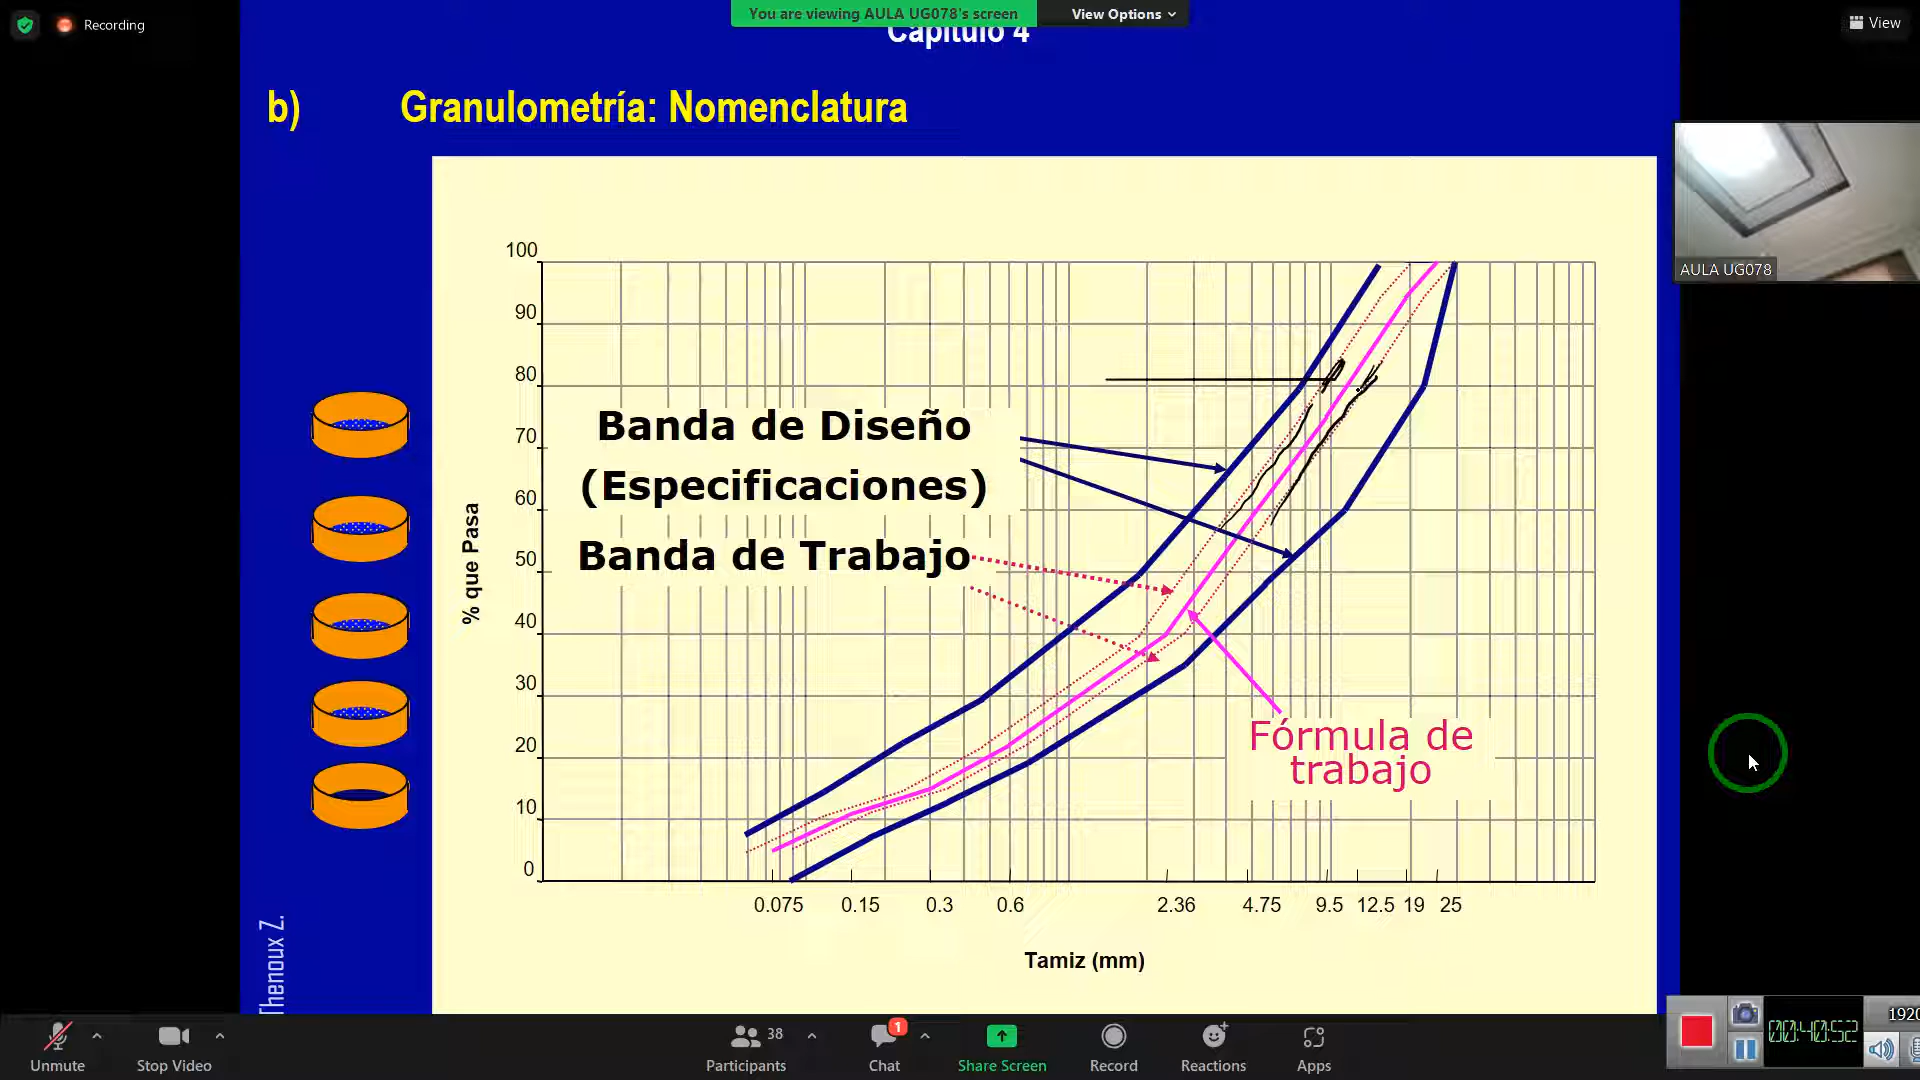 Recording
You are viewing AULA UG078's screen
View Options
View
Capítulo 4
b) Granulometría: Nomenclatura
AULA UG078
100
90
80
70
60
50
40
30
20
10
0
% que Pasa
Banda de Diseño
(Especificaciones)
Banda de Trabajo
Fórmula de
trabajo
0.075 0.15 0.3 0.6 2.36 4.75 9.5 12.5 19 25
Tamiz (mm)
Thenoux Z.
Unmute
Stop Video
38
Participants
1
Chat
Share Screen
Record
Reactions
Apps
00:40:52
1920